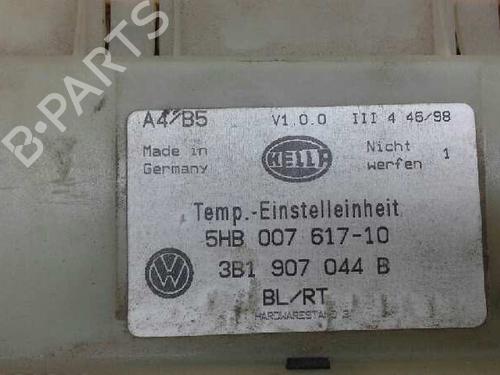 B-PARTS
A4/B5 V1.0.0 III 4 46/98
Made in Germany HELLA Nicht werfen 1
Temp.-Einstelleinheit
5HB 007 617-10
3B1 907 044 B
BL/RT
HARDWARESTAND 3